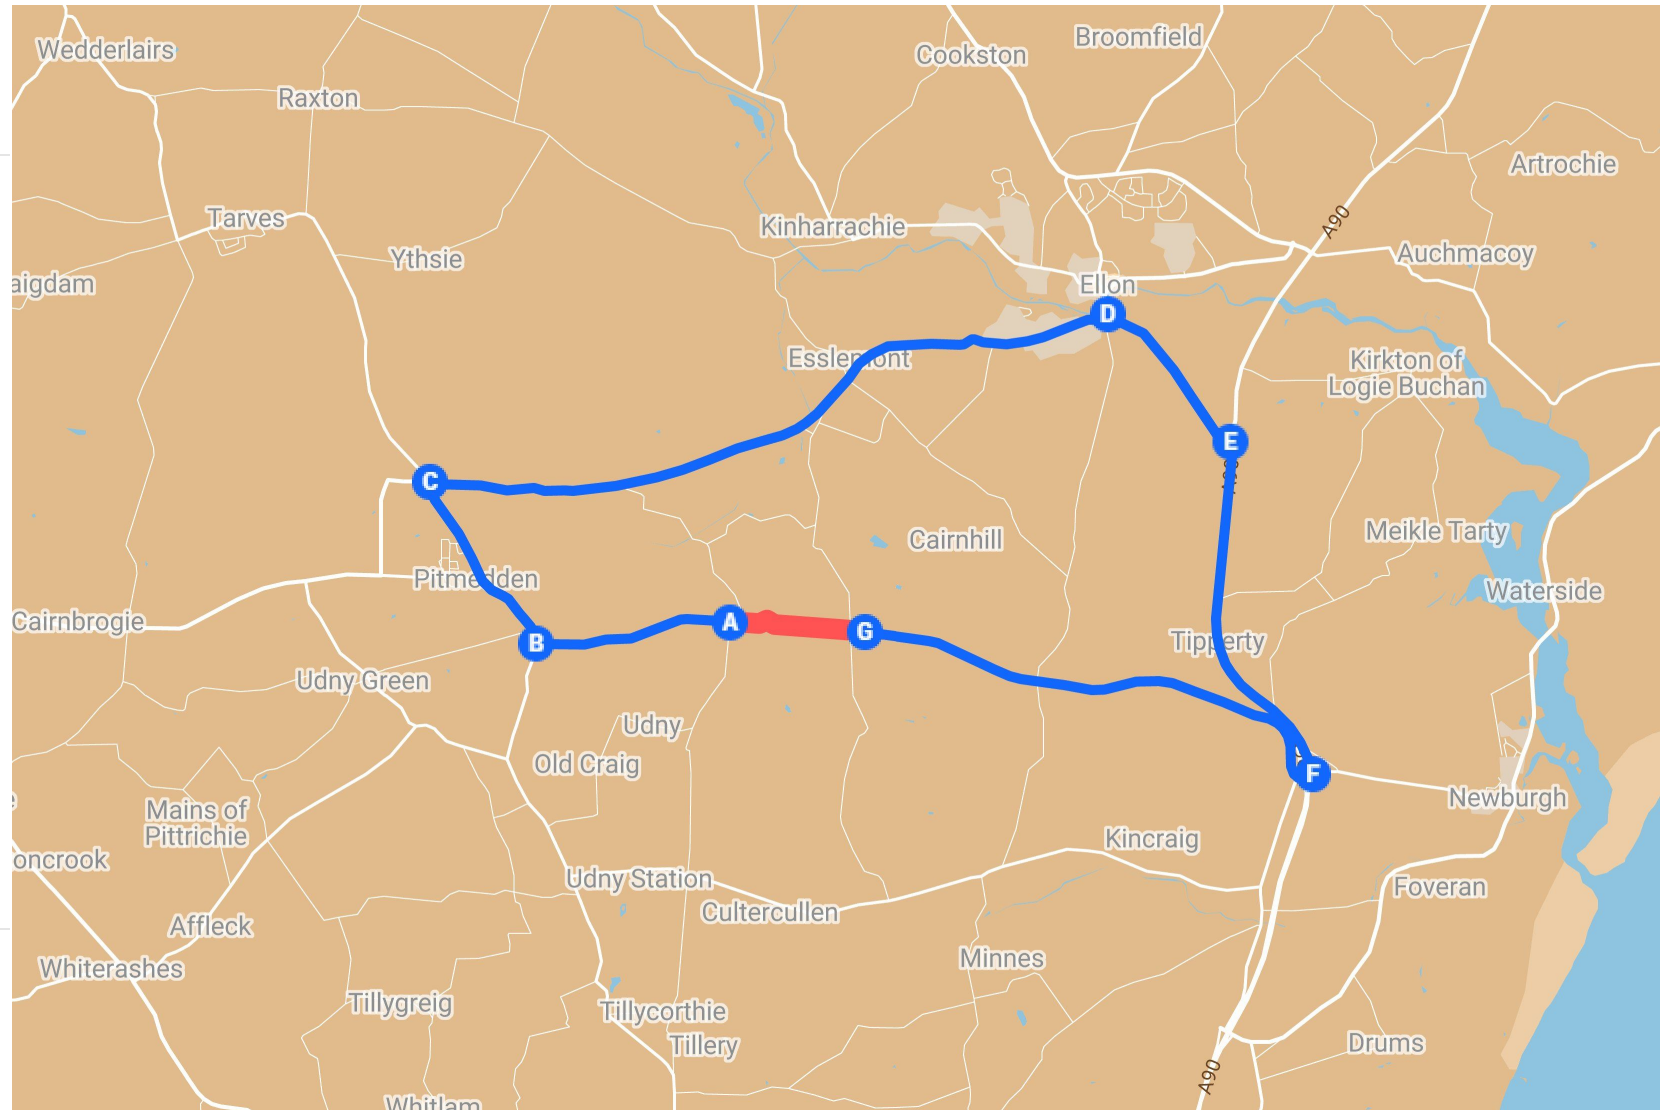 Broomfield
Wedderlairs
Cookston
Raxton
Artrochie
Tarves
A90
Kinharrachie
Ythsie
Auchmacoy
aigdam
Ellon
D
Esslemont
Kirkton of
Logie Buchan
E
C
Cairnhill
Meikle Tarty
Pitmedden
Waterside
Cairnbrogie
A
G
B
Tipperty
Udny Green
Udny
Old Craig
F
Newburgh
Mains of
Pittrichie
Kincraig
oncrook
Udny Station
Foveran
Cultercullen
Affleck
Minnes
Whiterashes
Tillygreig
Tillycorthie
Tillery
Drums
A90
Whitlam